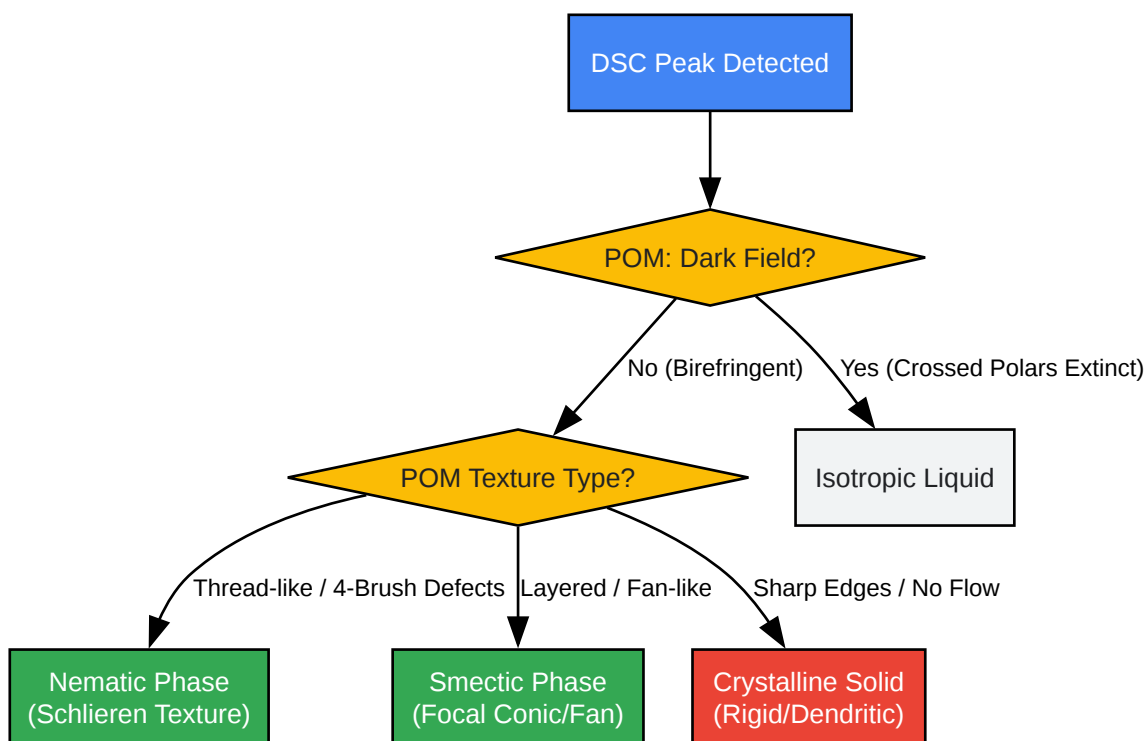 DSC Peak Detected
POM: Dark Field?
No (Birefringent)
Yes (Crossed Polars Extinct)
POM Texture Type?
Isotropic Liquid
Thread-like / 4-Brush Defects
Layered / Fan-like
Sharp Edges / No Flow
Nematic Phase
(Schlieren Texture)
Smectic Phase
(Focal Conic/Fan)
Crystalline Solid
(Rigid/Dendritic)